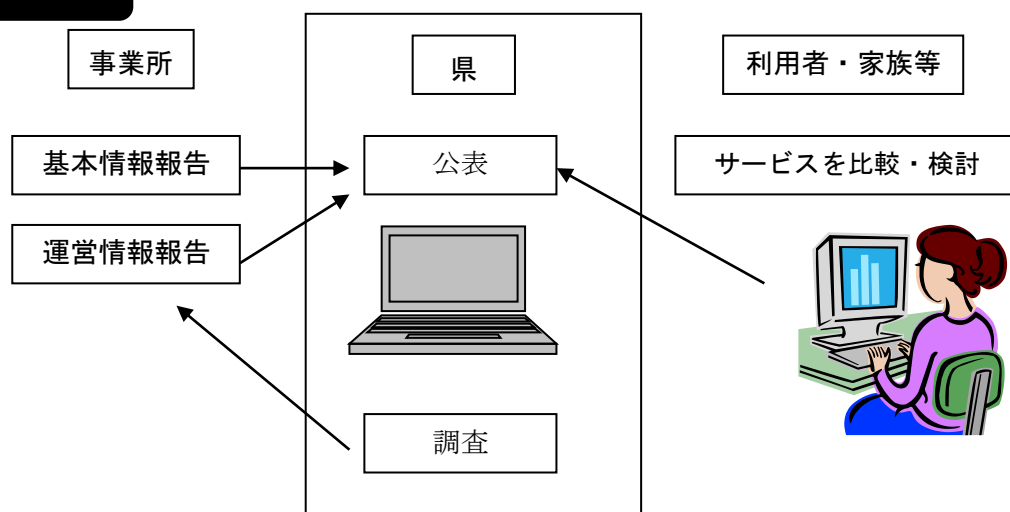 事業所
県
利用者・家族等
基本情報報告
公表
サービスを比較・検討
運営情報報告
調査